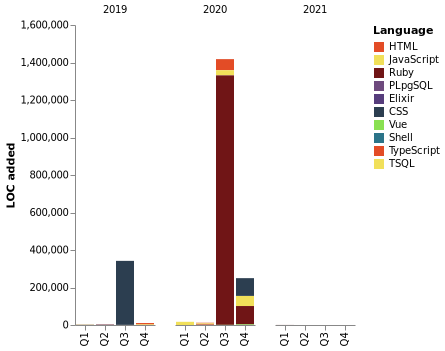 2019 2020 2021
LOC added
1,600,000
1,400,000
1,200,000
1,000,000
800,000
600,000
400,000
200,000
0
Q1 Q2 Q3 Q4 Q1 Q2 Q3 Q4 Q1 Q2 Q3 Q4
Language
HTML
JavaScript
Ruby
PLpgSQL
Elixir
CSS
Vue
Shell
TypeScript
TSQL